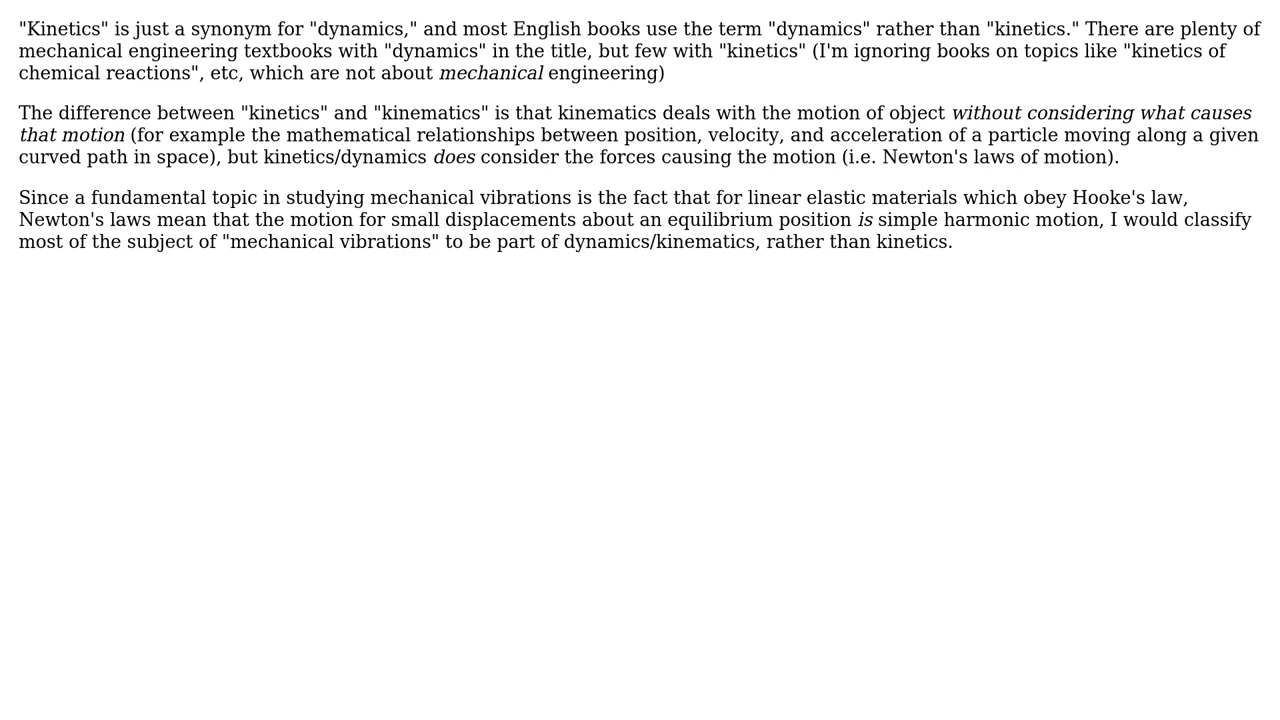 "Kinetics" is just a synonym for "dynamics," and most English books use the term "dynamics" rather than "kinetics." There are plenty of
mechanical engineering textbooks with "dynamics" in the title, but few with "kinetics" (I'm ignoring books on topics like "kinetics of
chemical reactions", etc, which are not about mechanical engineering)
The difference between "kinetics" and "kinematics" is that kinematics deals with the motion of object without considering what causes
that motion (for example the mathematical relationships between position, velocity, and acceleration of a particle moving along a given
curved path in space), but kinetics/dynamics does consider the forces causing the motion (i.e. Newton's laws of motion).
Since a fundamental topic in studying mechanical vibrations is the fact that for linear elastic materials which obey Hooke's law,
Newton's laws mean that the motion for small displacements about an equilibrium position is simple harmonic motion, I would classify
most of the subject of "mechanical vibrations" to be part of dynamics/kinematics, rather than kinetics.